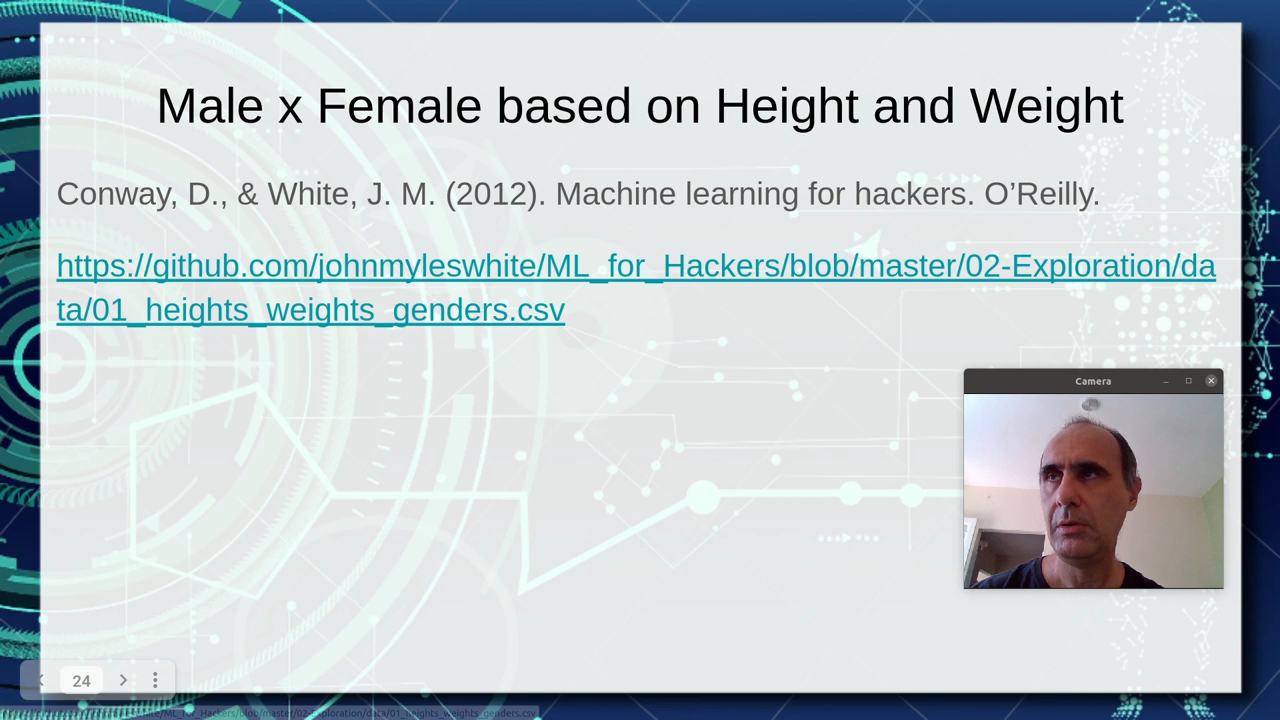 Male x Female based on Height and Weight
Conway, D., & White, J. M. (2012). Machine learning for hackers. O’Reilly.
https://github.com/johnmyleswhite/ML_for_Hackers/blob/master/02-Exploration/da
ta/01_heights_weights_genders.csv
Camera
24